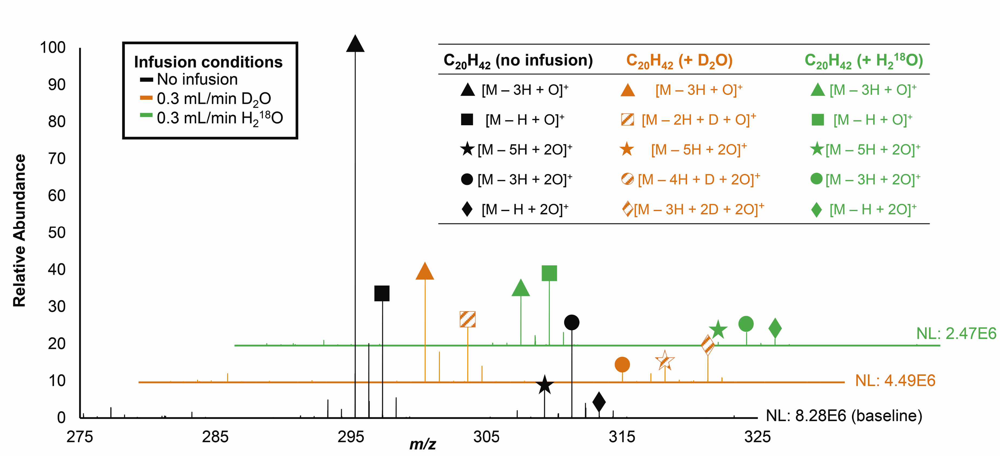 Infusion conditions
No infusion
0.3 mL/min D₂O
0.3 mL/min H₂¹⁸O
C₂₀H₄₂ (no infusion) C₂₀H₄₂ (+ D₂O) C₂₀H₄₂ (+ H₂¹⁸O)
[M – 3H + O]⁺ [M – 3H + O]⁺ [M – 3H + O]⁺
[M – H + O]⁺ [M – 2H + D + O]⁺ [M – H + O]⁺
[M – 5H + 2O]⁺ [M – 5H + 2O]⁺ [M – 5H + 2O]⁺
[M – 3H + 2O]⁺ [M – 4H + D + 2O]⁺ [M – 3H + 2O]⁺
[M – H + 2O]⁺ [M – 3H + 2D + 2O]⁺ [M – H + 2O]⁺
Relative Abundance
100
90
80
70
60
50
40
30
20
10
0
NL: 2.47E6
NL: 4.49E6
NL: 8.28E6 (baseline)
275 285 295 305 315 325
m/z